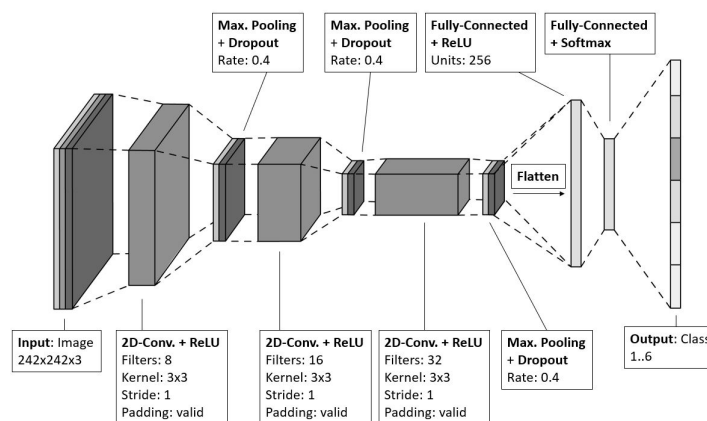 Max. Pooling
+ Dropout
Rate: 0.4
Max. Pooling
+ Dropout
Rate: 0.4
Fully-Connected
+ ReLU
Units: 256
Fully-Connected
+ Softmax
Flatten
Input: Image
242x242x3
2D-Conv. + ReLU
Filters: 8
Kernel: 3x3
Stride: 1
Padding: valid
2D-Conv. + ReLU
Filters: 16
Kernel: 3x3
Stride: 1
Padding: valid
2D-Conv. + ReLU
Filters: 32
Kernel: 3x3
Stride: 1
Padding: valid
Max. Pooling
+ Dropout
Rate: 0.4
Output: Class
1..6